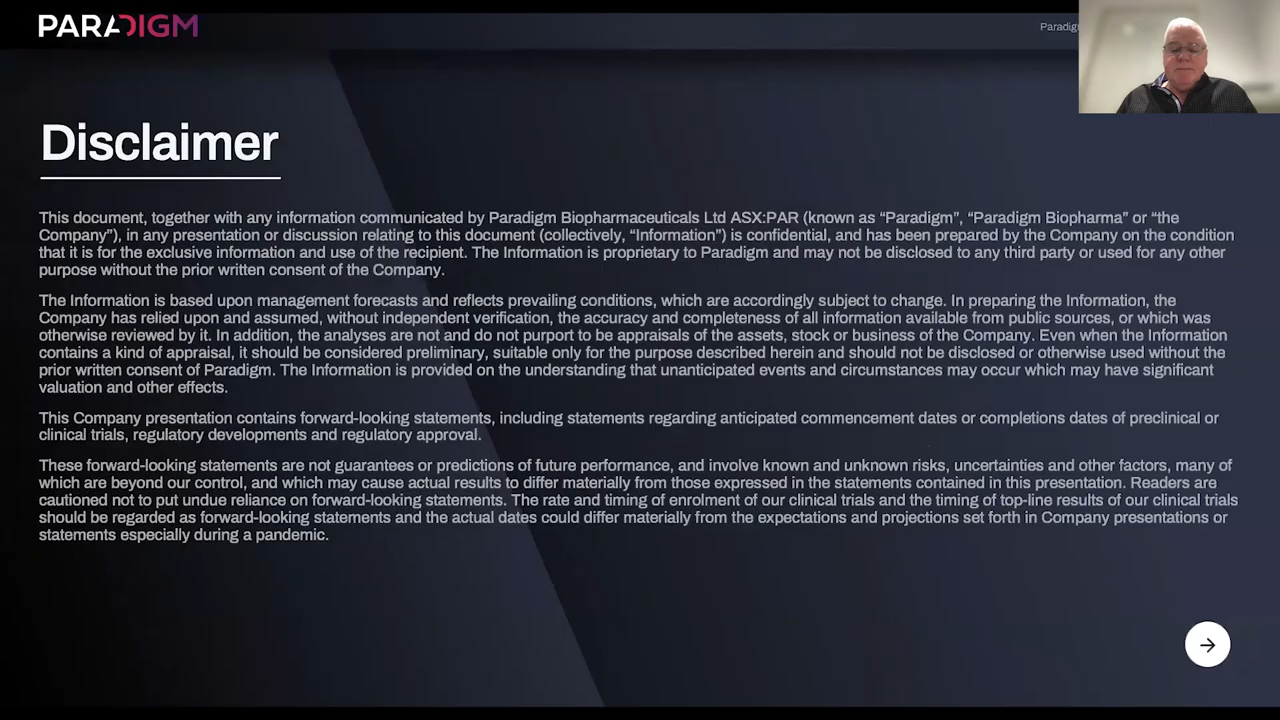 PARADIGM
Paradig
Disclaimer
This document, together with any information communicated by Paradigm Biopharmaceuticals Ltd ASX:PAR (known as “Paradigm”, “Paradigm Biopharma” or “the
Company”), in any presentation or discussion relating to this document (collectively, “Information”) is confidential, and has been prepared by the Company on the condition
that it is for the exclusive information and use of the recipient. The Information is proprietary to Paradigm and may not be disclosed to any third party or used for any other
purpose without the prior written consent of the Company.
The Information is based upon management forecasts and reflects prevailing conditions, which are accordingly subject to change. In preparing the Information, the
Company has relied upon and assumed, without independent verification, the accuracy and completeness of all information available from public sources, or which was
otherwise reviewed by it. In addition, the analyses are not and do not purport to be appraisals of the assets, stock or business of the Company. Even when the Information
contains a kind of appraisal, it should be considered preliminary, suitable only for the purpose described herein and should not be disclosed or otherwise used without the
prior written consent of Paradigm. The Information is provided on the understanding that unanticipated events and circumstances may occur which may have significant
valuation and other effects.
This Company presentation contains forward-looking statements, including statements regarding anticipated commencement dates or completions dates of preclinical or
clinical trials, regulatory developments and regulatory approval.
These forward-looking statements are not guarantees or predictions of future performance, and involve known and unknown risks, uncertainties and other factors, many of
which are beyond our control, and which may cause actual results to differ materially from those expressed in the statements contained in this presentation. Readers are
cautioned not to put undue reliance on forward-looking statements. The rate and timing of enrolment of our clinical trials and the timing of top-line results of our clinical trials
should be regarded as forward-looking statements and the actual dates could differ materially from the expectations and projections set forth in Company presentations or
statements especially during a pandemic.